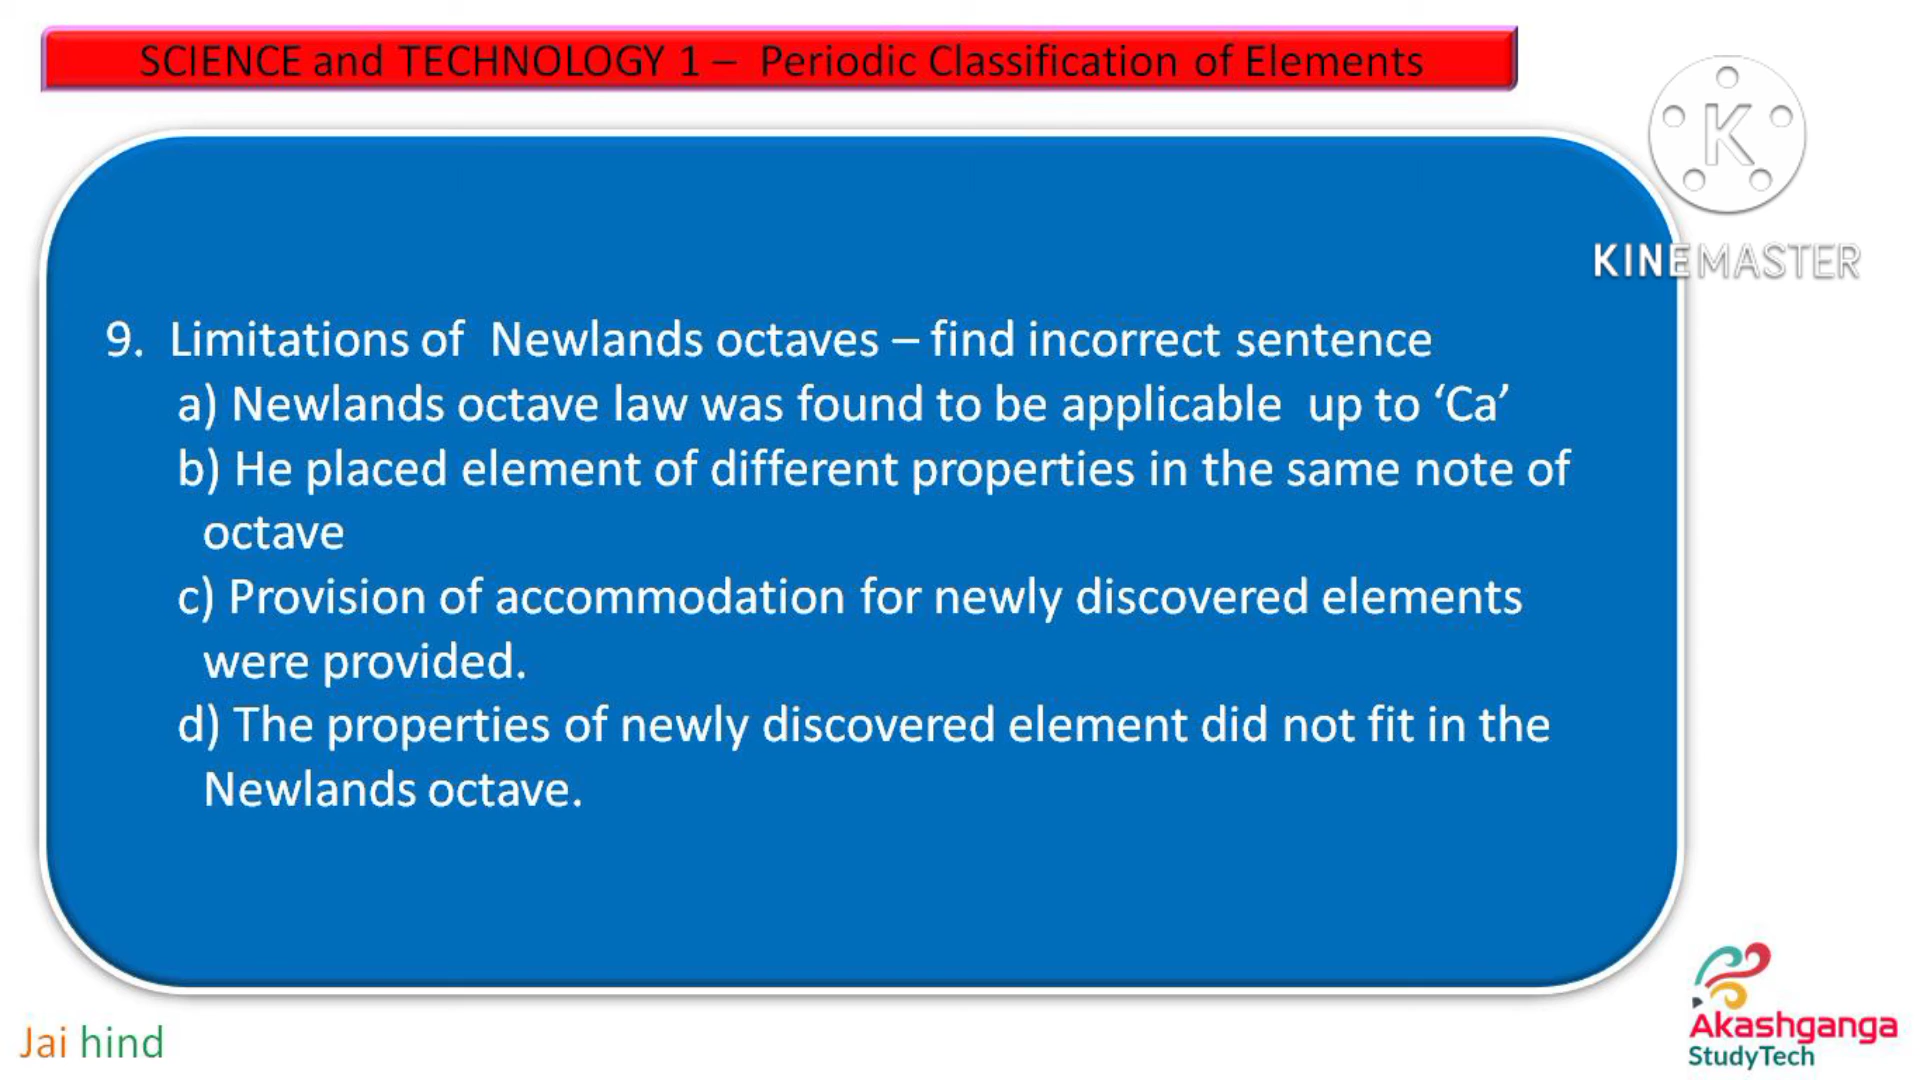 SCIENCE and TECHNOLOGY 1 – Periodic Classification of Elements
K
KINEMASTER
9. Limitations of Newlands octaves – find incorrect sentence
a) Newlands octave law was found to be applicable up to ‘Ca’
b) He placed element of different properties in the same note of
octave
c) Provision of accommodation for newly discovered elements
were provided.
d) The properties of newly discovered element did not fit in the
Newlands octave.
Jai hind
Akashganga
StudyTech